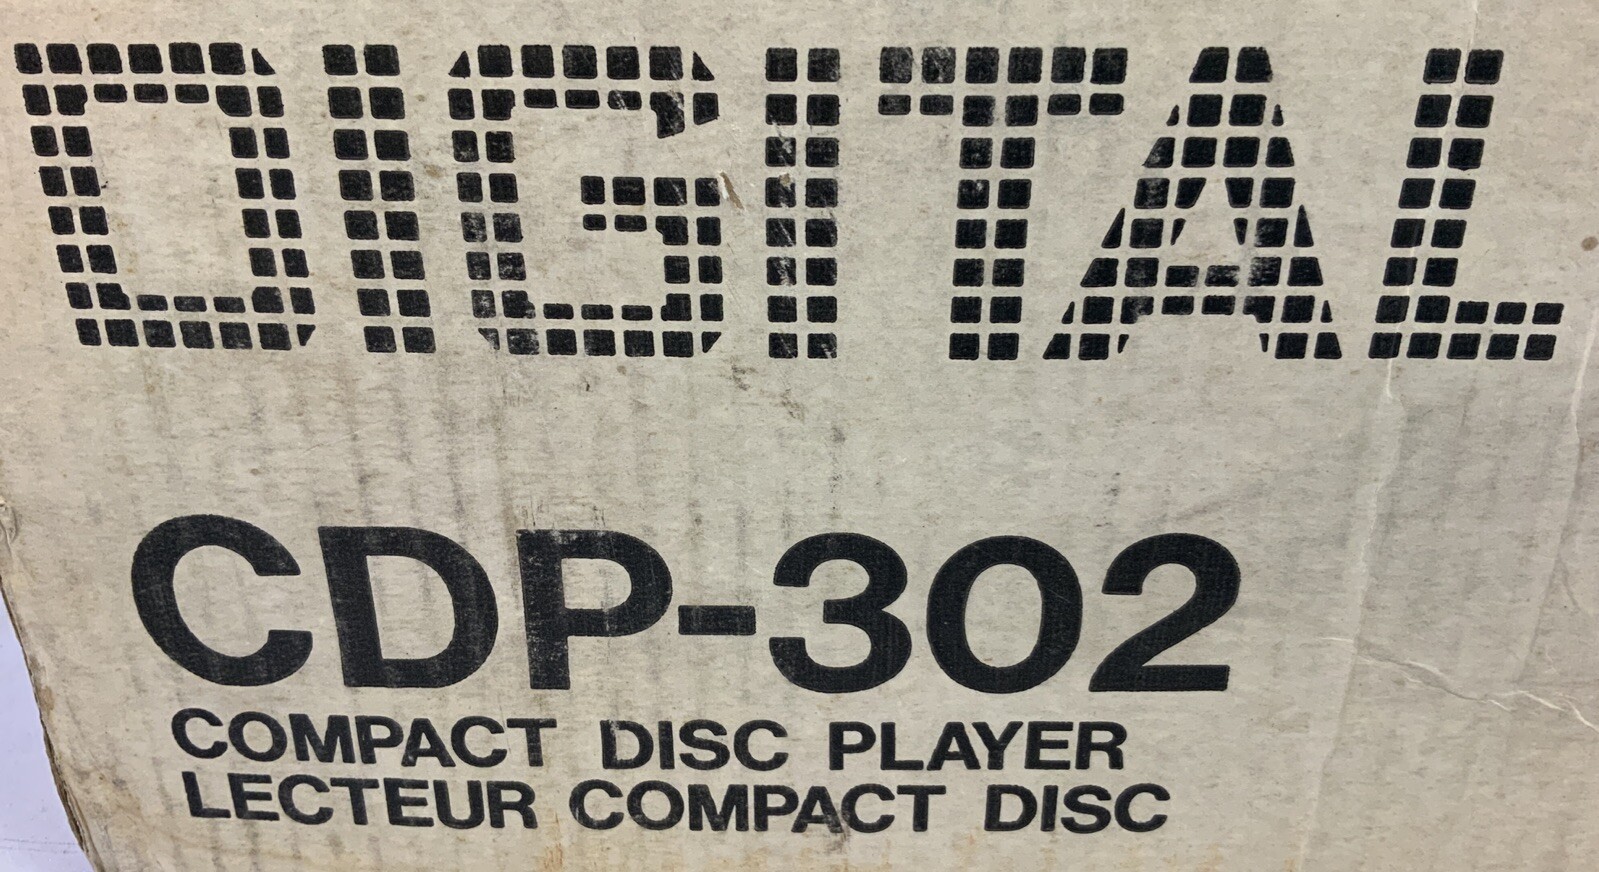 DIGITAL
CDP-302
COMPACT DISC PLAYER
LECTEUR COMPACT DISC